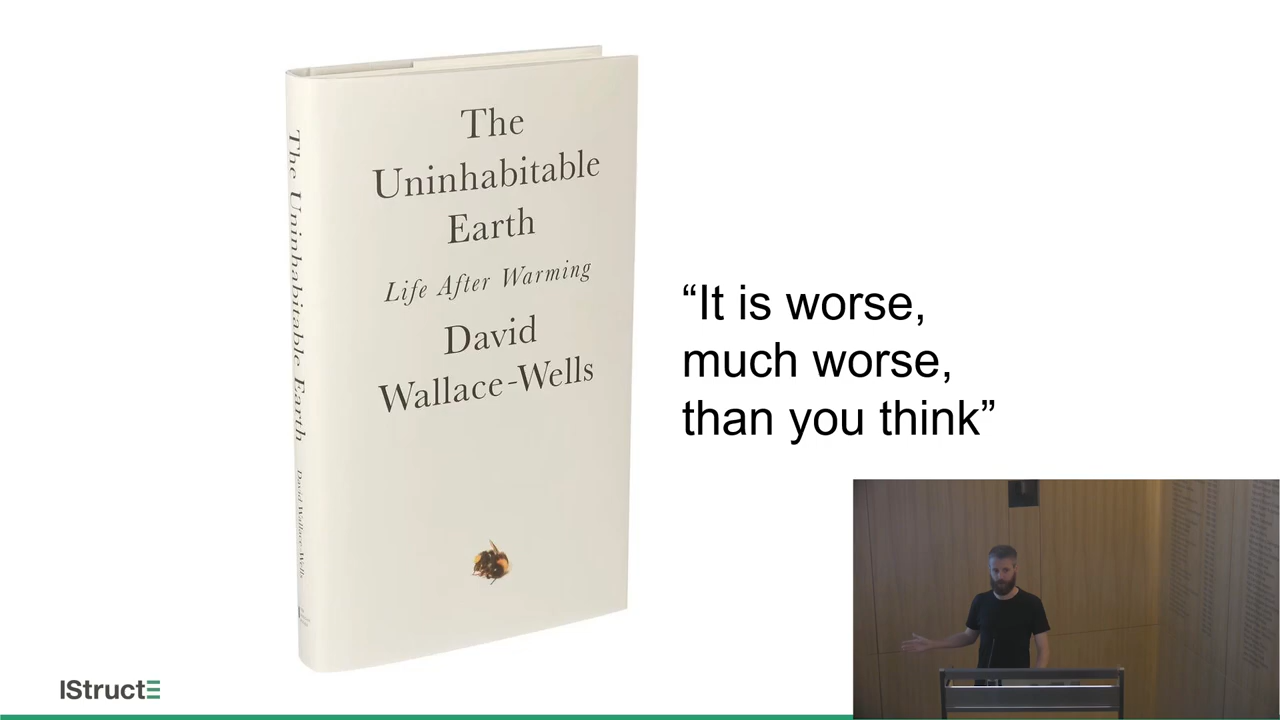 The
Uninhabitable
Earth
Life After Warming
David
Wallace-Wells
The Uninhabitable Earth
David Wallace-Wells
“It is worse,
much worse,
than you think”
IStructE